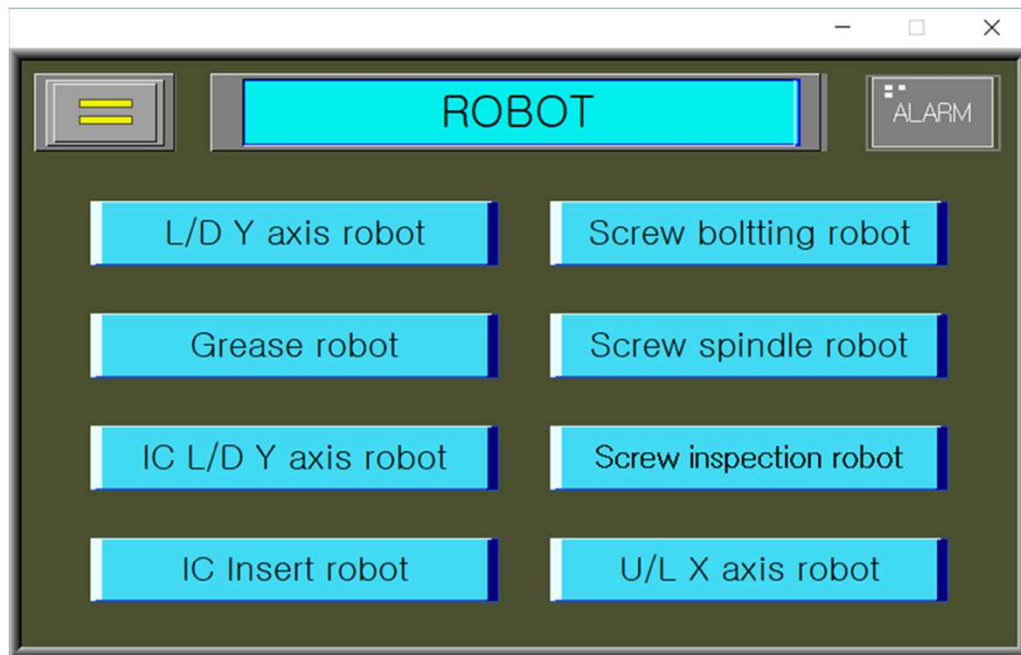 ROBOT
ALARM
L/D Y axis robot
Screw boltting robot
Grease robot
Screw spindle robot
IC L/D Y axis robot
Screw inspection robot
IC Insert robot
U/L X axis robot